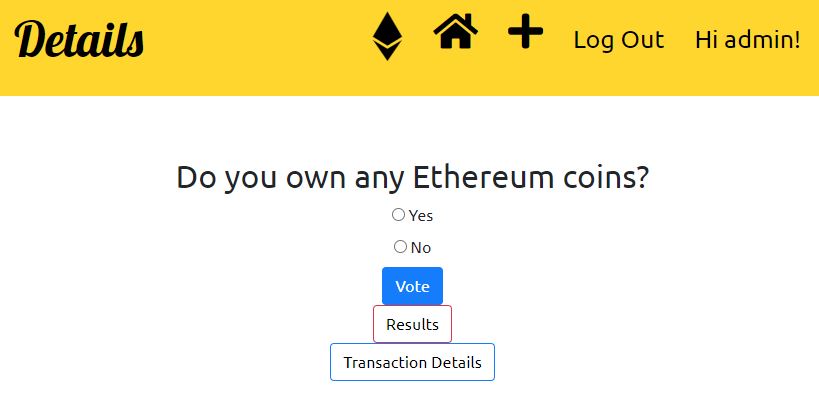 Details
Log Out
Hi admin!
Do you own any Ethereum coins?
Yes
No
Vote
Results
Transaction Details